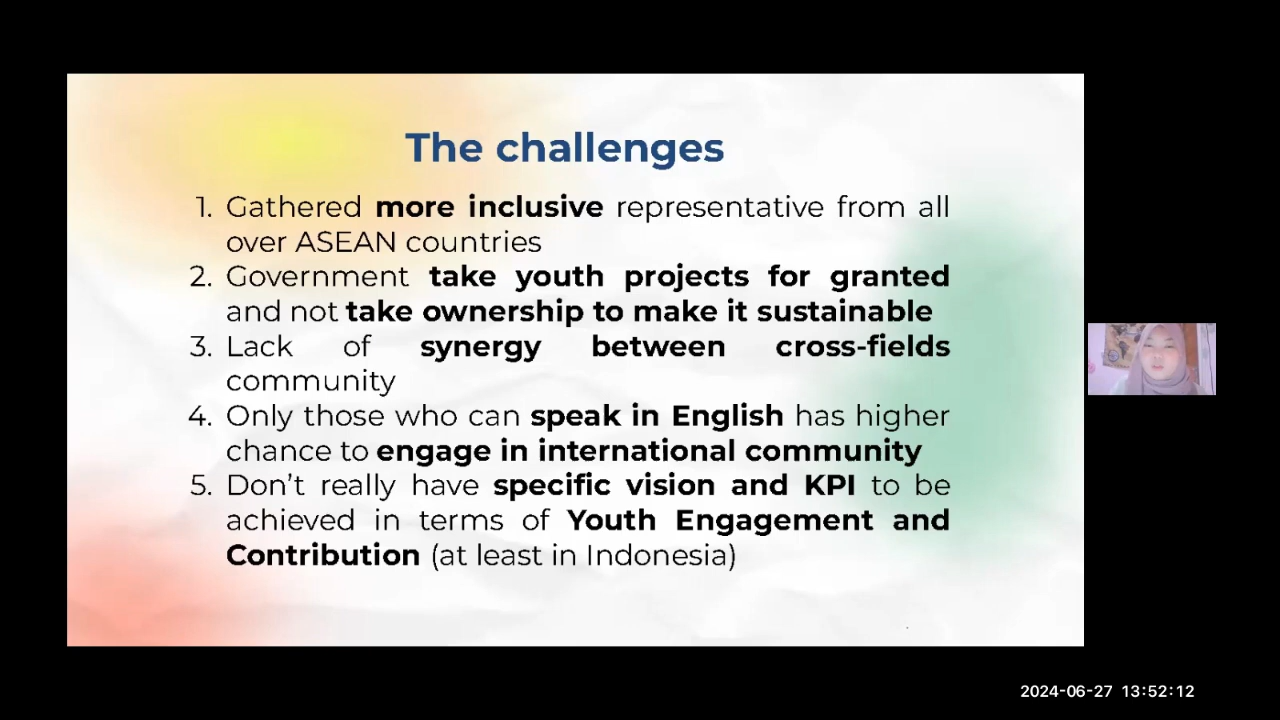 The challenges
1. Gathered more inclusive representative from all
over ASEAN countries
2. Government take youth projects for granted
and not take ownership to make it sustainable
3. Lack of synergy between cross-fields
community
4. Only those who can speak in English has higher
chance to engage in international community
5. Don't really have specific vision and KPI to be
achieved in terms of Youth Engagement and
Contribution (at least in Indonesia)
2024-06-27 13:52:12